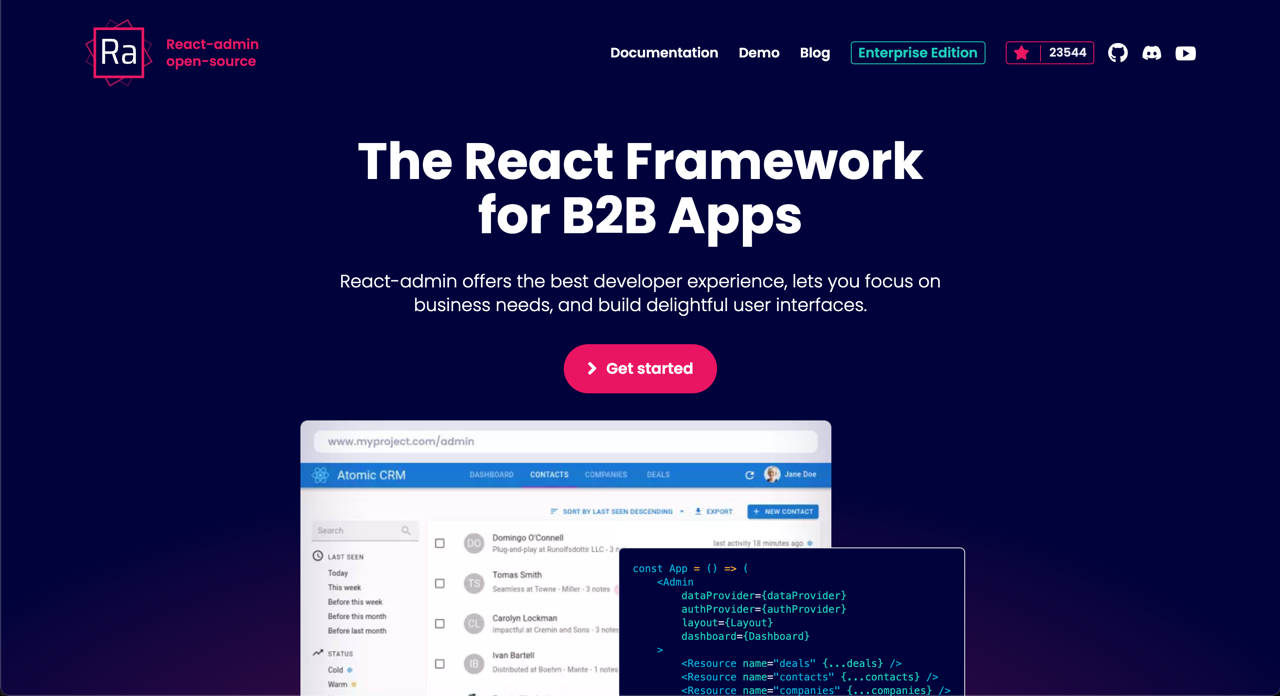 Ra
React-admin
open-source
Documentation Demo Blog Enterprise Edition 23544
The React Framework
for B2B Apps
React-admin offers the best developer experience, lets you focus on
business needs, and build delightful user interfaces.
Get started
www.myproject.com/admin
Atomic CRM DASHBOARD CONTACTS COMPANIES DEALS Jane Doe
SORT BY LAST SEEN DESCENDING EXPORT + NEW CONTACT
Search
LAST SEEN
Today
This week
Before this week
Before this month
Before last month
STATUS
Cold
Warm
DO Domingo O'Connell
Plug-and-play at Runolfsdottir LLC - 3 n
last activity 18 minutes ago
TS Tomas Smith
Seamless at Towne - Miller - 3 notes
CL Carolyn Lockman
Impactful at Cremin and Sons - 3 notes
IB Ivan Bartell
Distributed at Boehm - Mante - 1 notes
const App = () => (
<Admin
dataProvider={dataProvider}
authProvider={authProvider}
layout={Layout}
dashboard={Dashboard}
>
<Resource name="deals" {...deals} />
<Resource name="contacts" {...contacts} />
<Resource name="companies" {...companies} />